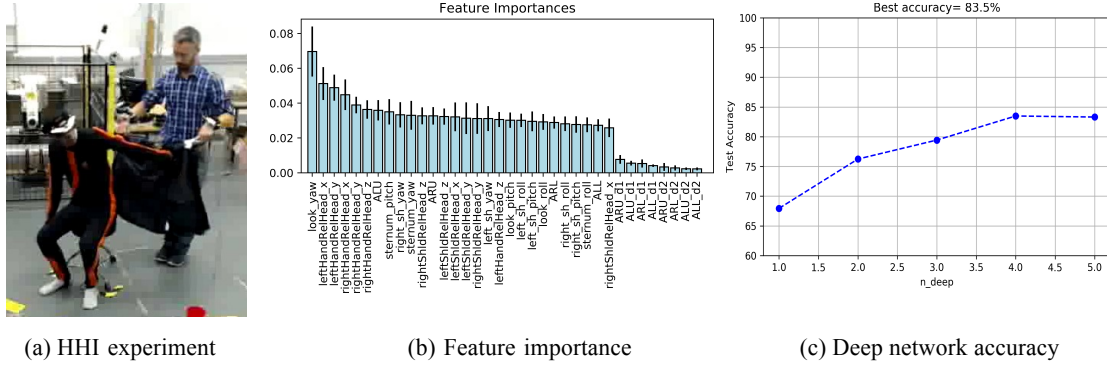 Feature Importances
0.08
0.06
0.04
0.02
0.00
look_yaw
leftHandRelHead_x
leftHandRelHead_y
rightHandRelHead_x
rightHandRelHead_y
rightHandRelHead_z
ALU
sternum_pitch
right_sh_yaw
sternum_yaw
rightShldRelHead_z
ARU
leftShldRelHead_z
leftShldRelHead_x
leftShldRelHead_y
rightShldRelHead_y
left_sh_yaw
leftHandRelHead_z
look_pitch
left_sh_roll
left_sh_pitch
look_roll
ARL
right_sh_roll
right_sh_pitch
sternum_roll
ALL
rightShldRelHead_x
ARU_d1
ALU_d1
ARL_d1
ALL_d1
ARU_d2
ARL_d2
ALU_d2
ALL_d2
Best accuracy= 83.5%
Test Accuracy
100
95
90
85
80
75
70
65
60
1.0 1.5 2.0 2.5 3.0 3.5 4.0 4.5 5.0
n_deep
(a) HHI experiment
(b) Feature importance
(c) Deep network accuracy